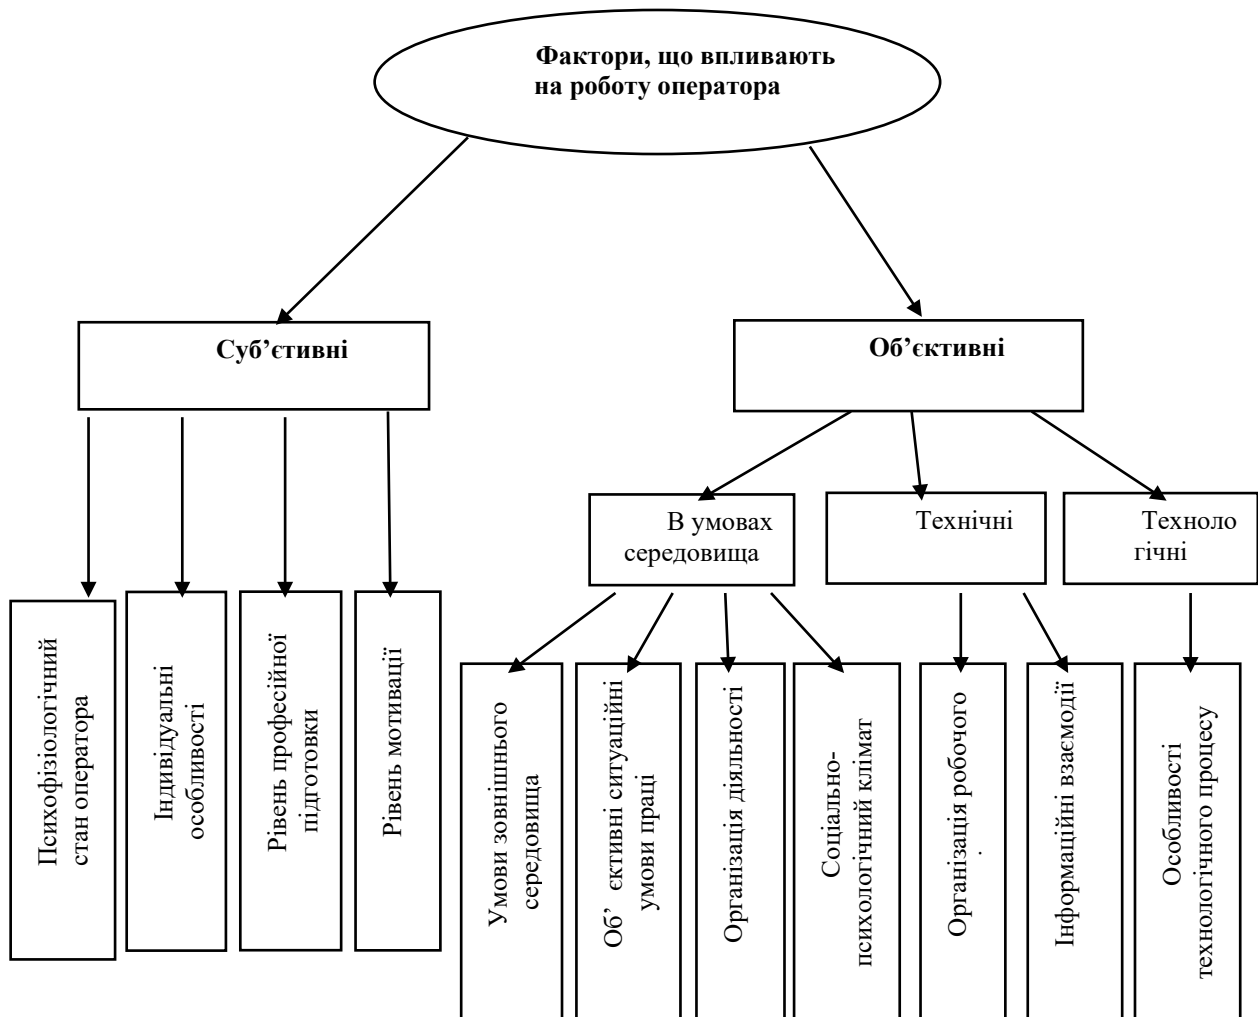 Фактори, що впливають
на роботу оператора
Суб’єтивні
Об’єктивні
В умовах
середовища
Технічні
Техноло
гічні
Психофізіологічний
стан оператора
Індивідуальні
особливості
Рівень професійної
підготовки
Рівень мотивації
Умови зовнішнього
середовища
Об’ єктивні ситуаційні
умови праці
Організація діяльності
Соціально-
психологічний клімат
Організація робочого
Інформаційні взаємодії
Особливості
технологічного процесу